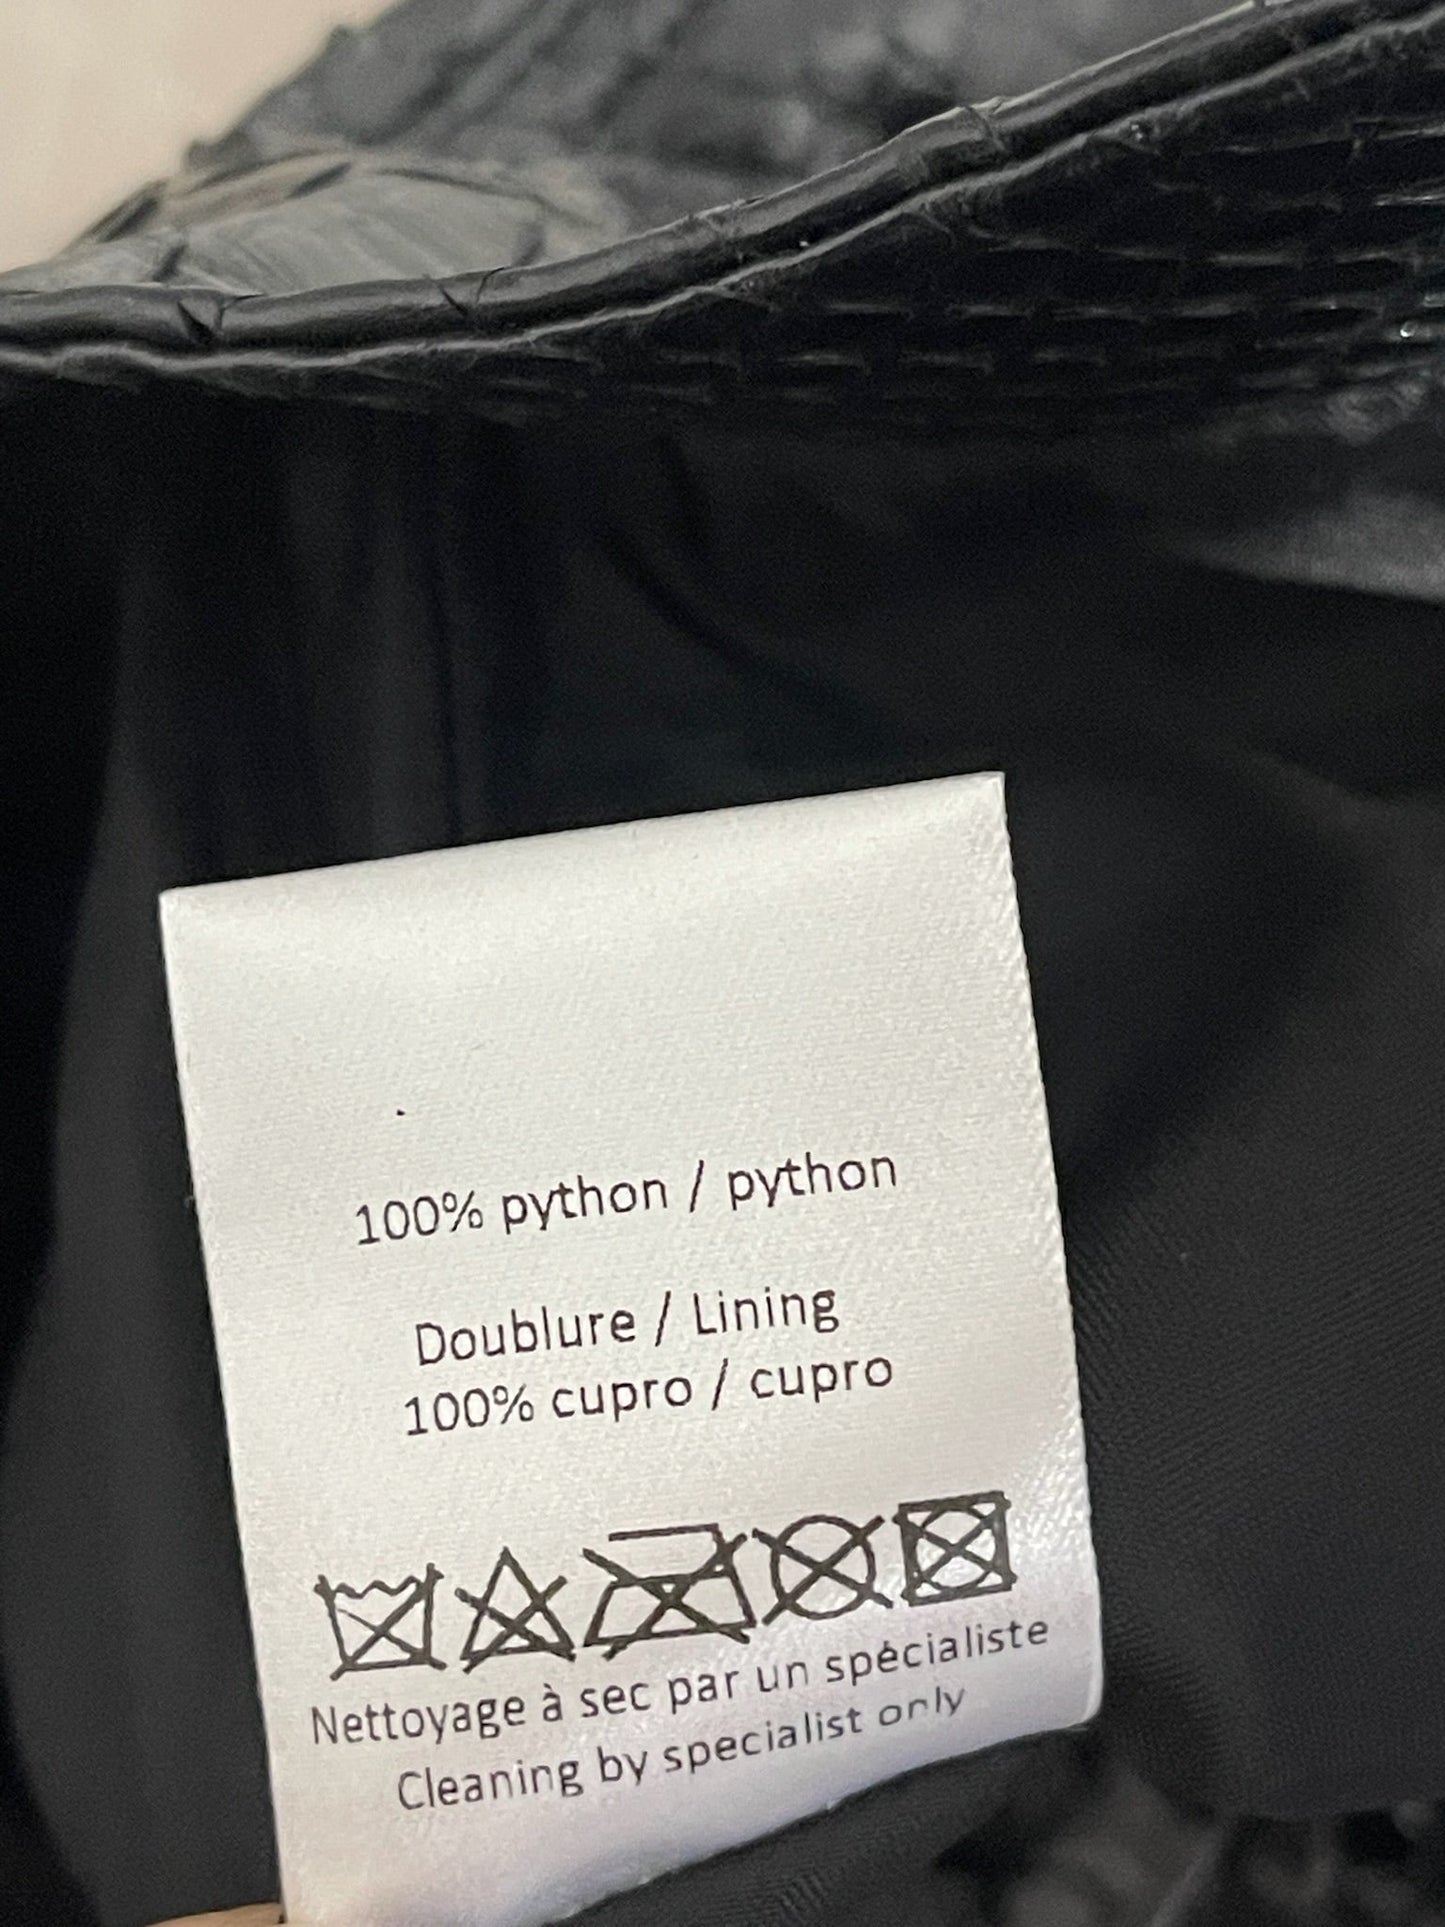 100% python / python
Doublure / Lining
100% cupro / cupro
Nettoyage à sec par un spécialiste
Cleaning by specialist only